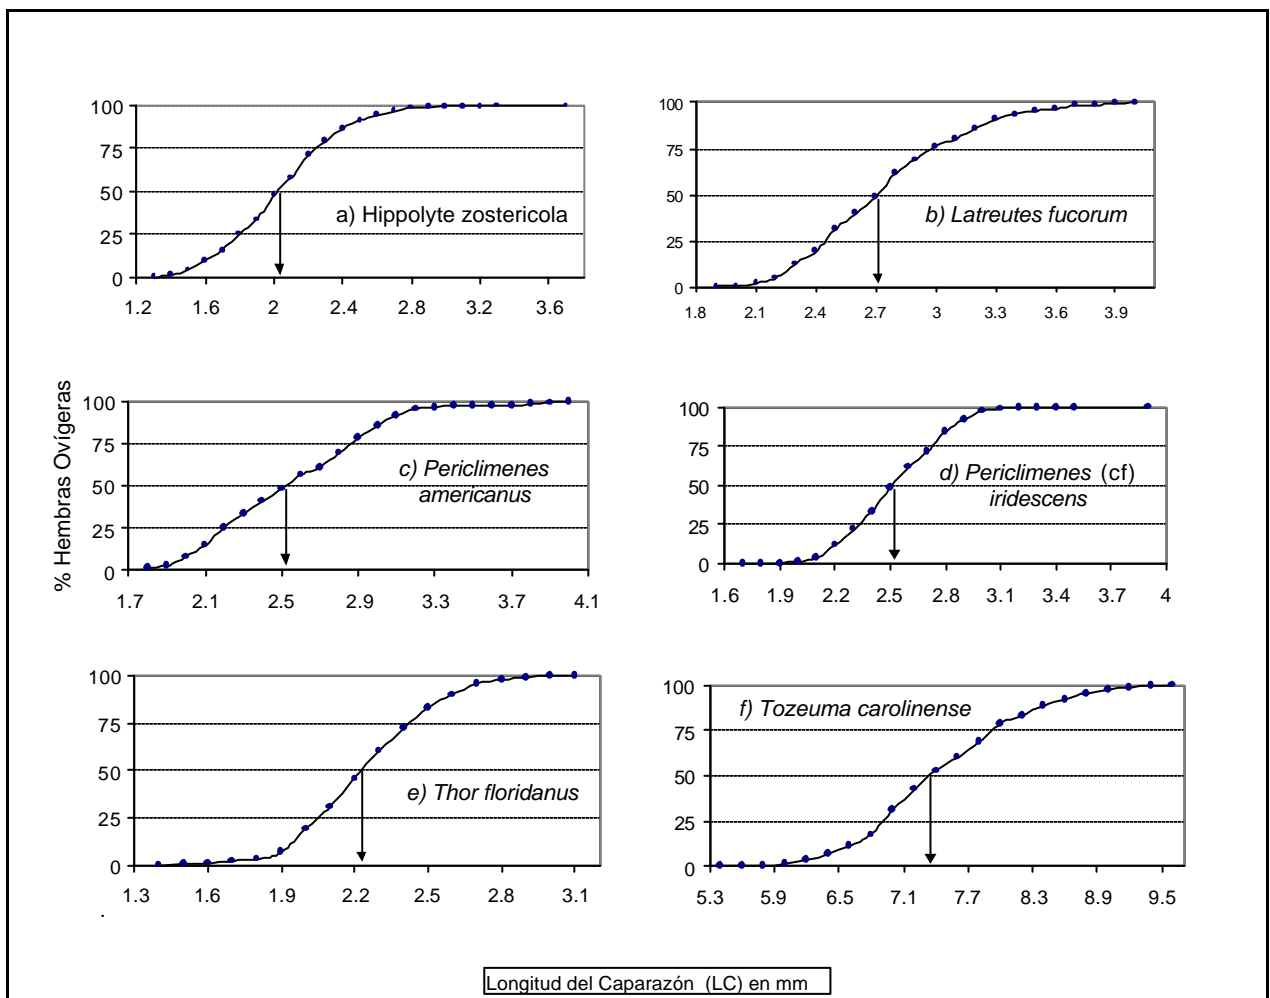 100
75
50
25
0
a) Hippolyte zostericola
1.2 1.6 2 2.4 2.8 3.2 3.6
100
75
50
25
0
b) Latreutes fucorum
1.8 2.1 2.4 2.7 3 3.3 3.6 3.9
% Hembras Ovígeras
100
75
50
25
0
c) Periclimenes
americanus
1.7 2.1 2.5 2.9 3.3 3.7 4.1
100
75
50
25
0
d) Periclimenes (cf)
iridescens
1.6 1.9 2.2 2.5 2.8 3.1 3.4 3.7 4
100
75
50
25
0
e) Thor floridanus
1.3 1.6 1.9 2.2 2.5 2.8 3.1
100
75
50
25
0
f) Tozeuma carolinense
5.3 5.9 6.5 7.1 7.7 8.3 8.9 9.5
Longitud del Caparazón (LC) en mm